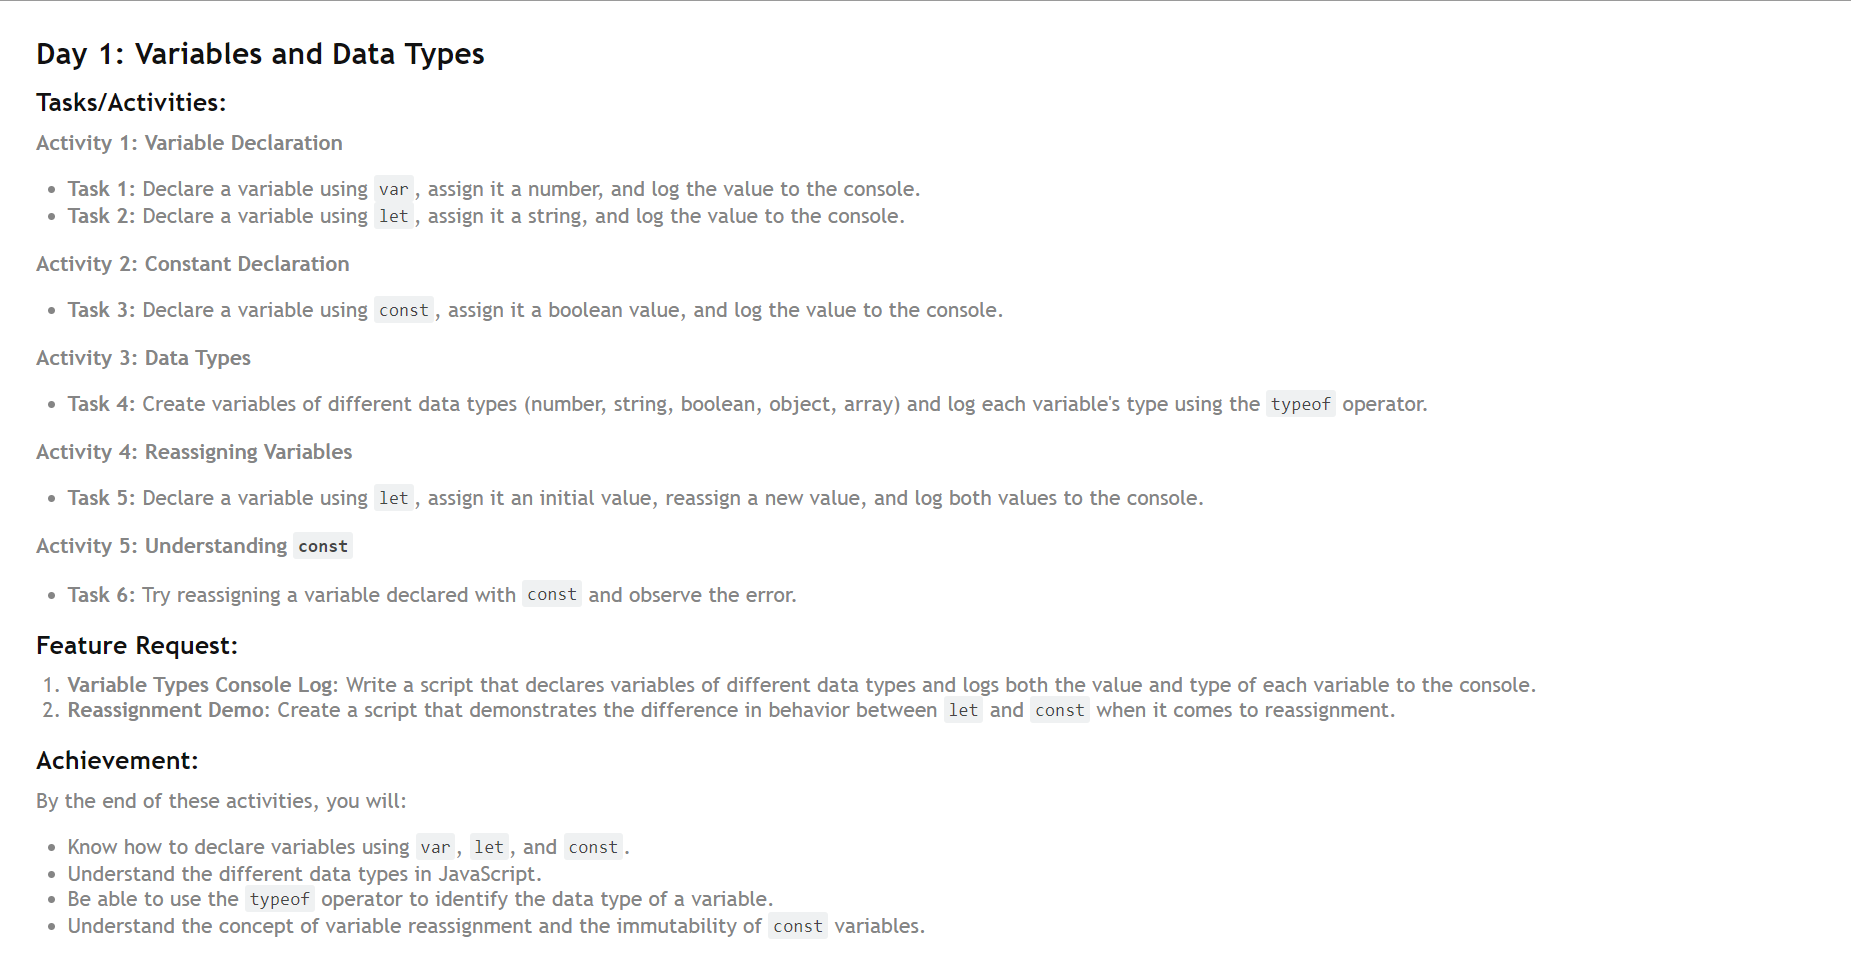 Day 1: Variables and Data Types
Tasks/Activities:
Activity 1: Variable Declaration
• Task 1: Declare a variable using var, assign it a number, and log the value to the console.
• Task 2: Declare a variable using let, assign it a string, and log the value to the console.
Activity 2: Constant Declaration
• Task 3: Declare a variable using const, assign it a boolean value, and log the value to the console.
Activity 3: Data Types
• Task 4: Create variables of different data types (number, string, boolean, object, array) and log each variable's type using the typeof operator.
Activity 4: Reassigning Variables
• Task 5: Declare a variable using let, assign it an initial value, reassign a new value, and log both values to the console.
Activity 5: Understanding const
• Task 6: Try reassigning a variable declared with const and observe the error.
Feature Request:
1. Variable Types Console Log: Write a script that declares variables of different data types and logs both the value and type of each variable to the console.
2. Reassignment Demo: Create a script that demonstrates the difference in behavior between let and const when it comes to reassignment.
Achievement:
By the end of these activities, you will:
• Know how to declare variables using var, let, and const.
• Understand the different data types in JavaScript.
• Be able to use the typeof operator to identify the data type of a variable.
• Understand the concept of variable reassignment and the immutability of const variables.